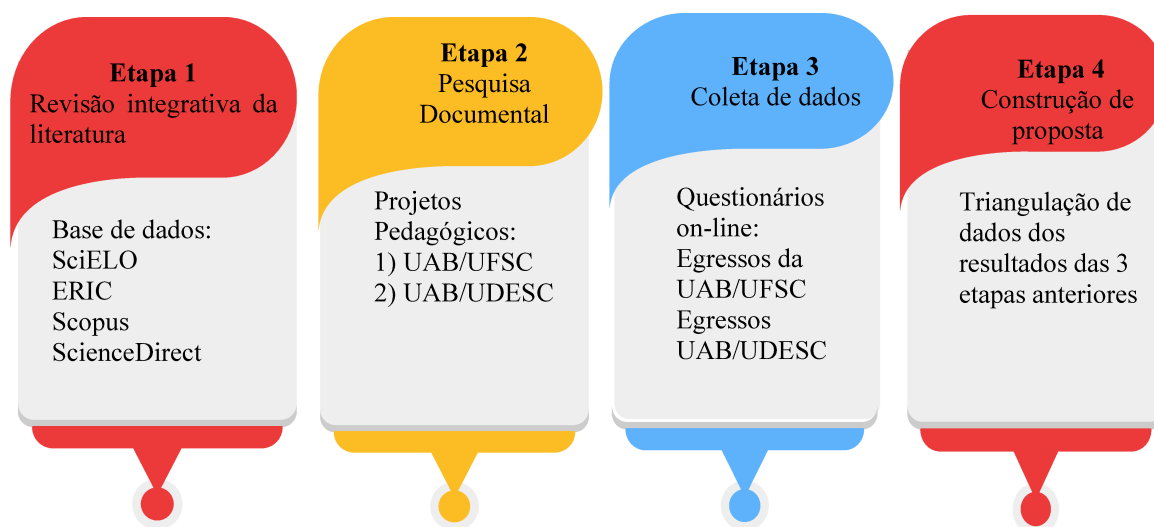 Etapa 1
Revisão integrativa da
literatura
Base de dados:
SciELO
ERIC
Scopus
ScienceDirect
Etapa 2
Pesquisa
Documental
Projetos
Pedagógicos:
1) UAB/UFSC
2) UAB/UDESC
Etapa 3
Coleta de dados
Questionários
on-line:
Egressos da
UAB/UFSC
Egressos
UAB/UDESC
Etapa 4
Construção de
proposta
Triangulação de
dados dos
resultados das 3
etapas anteriores